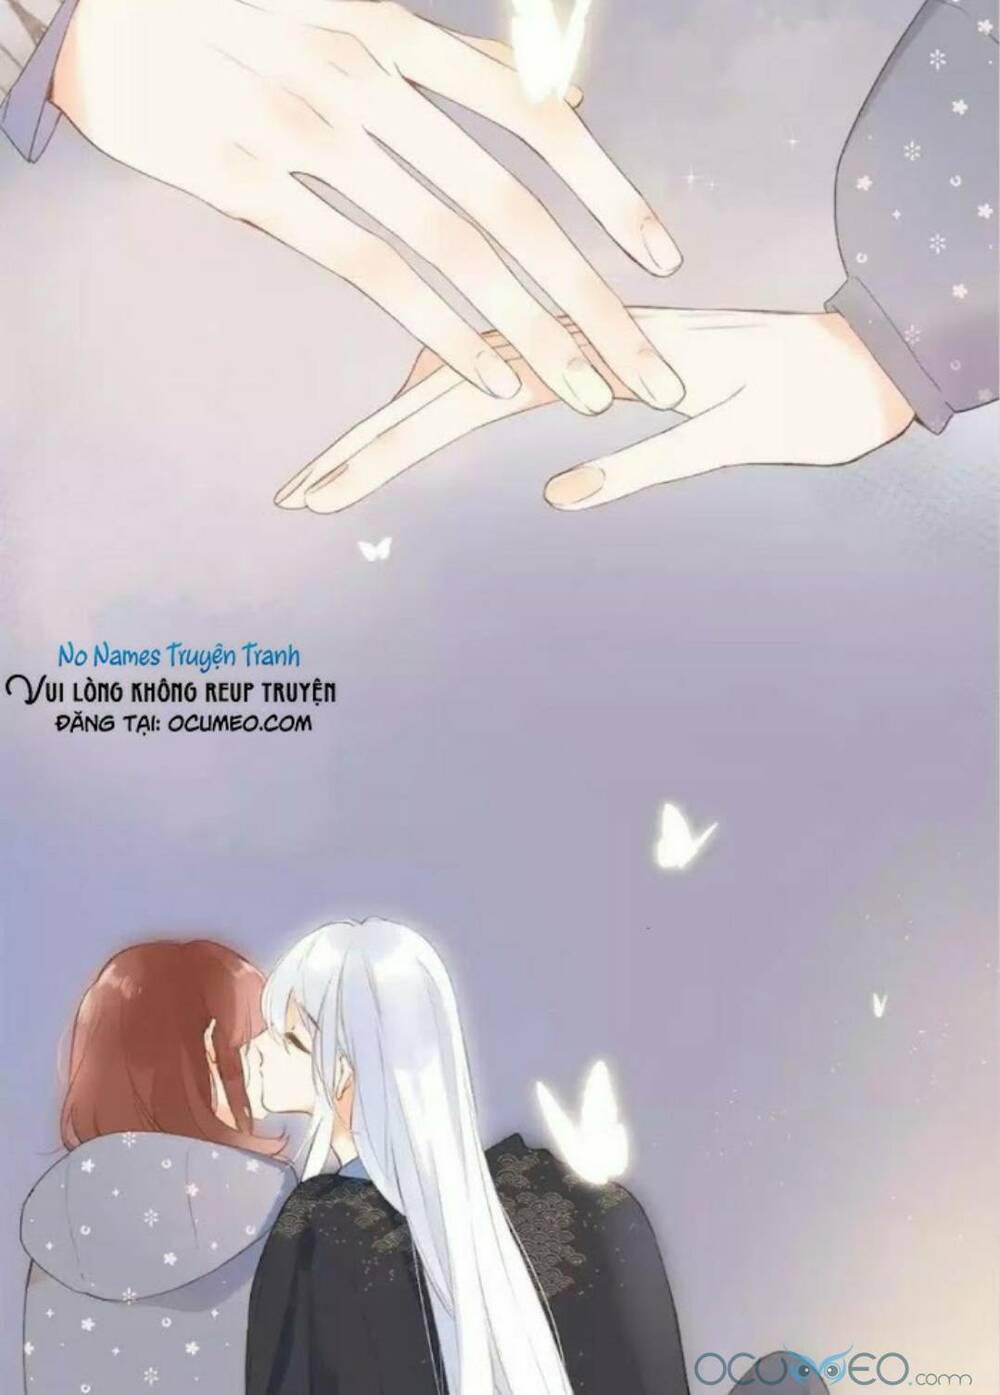 No Names Truyện Tranh
VUI LÒNG KHÔNG REUP TRUYỆN
ĐĂNG TẠI: OCUMEO.COM
OCUMEO.com